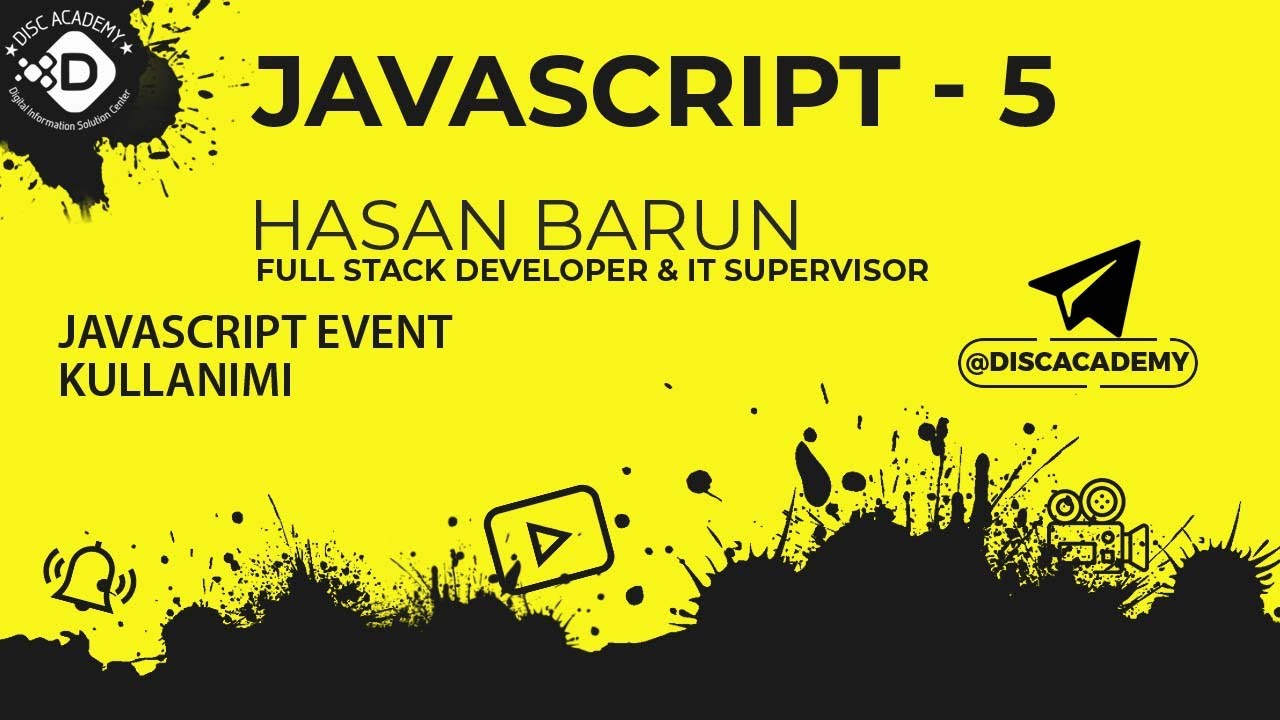 DISC ACADEMY
D
Digital Information Solution Center
JAVASCRIPT - 5
HASAN BARUN
FULL STACK DEVELOPER & IT SUPERVISOR
JAVASCRIPT EVENT
KULLANIMI
@DISCACADEMY